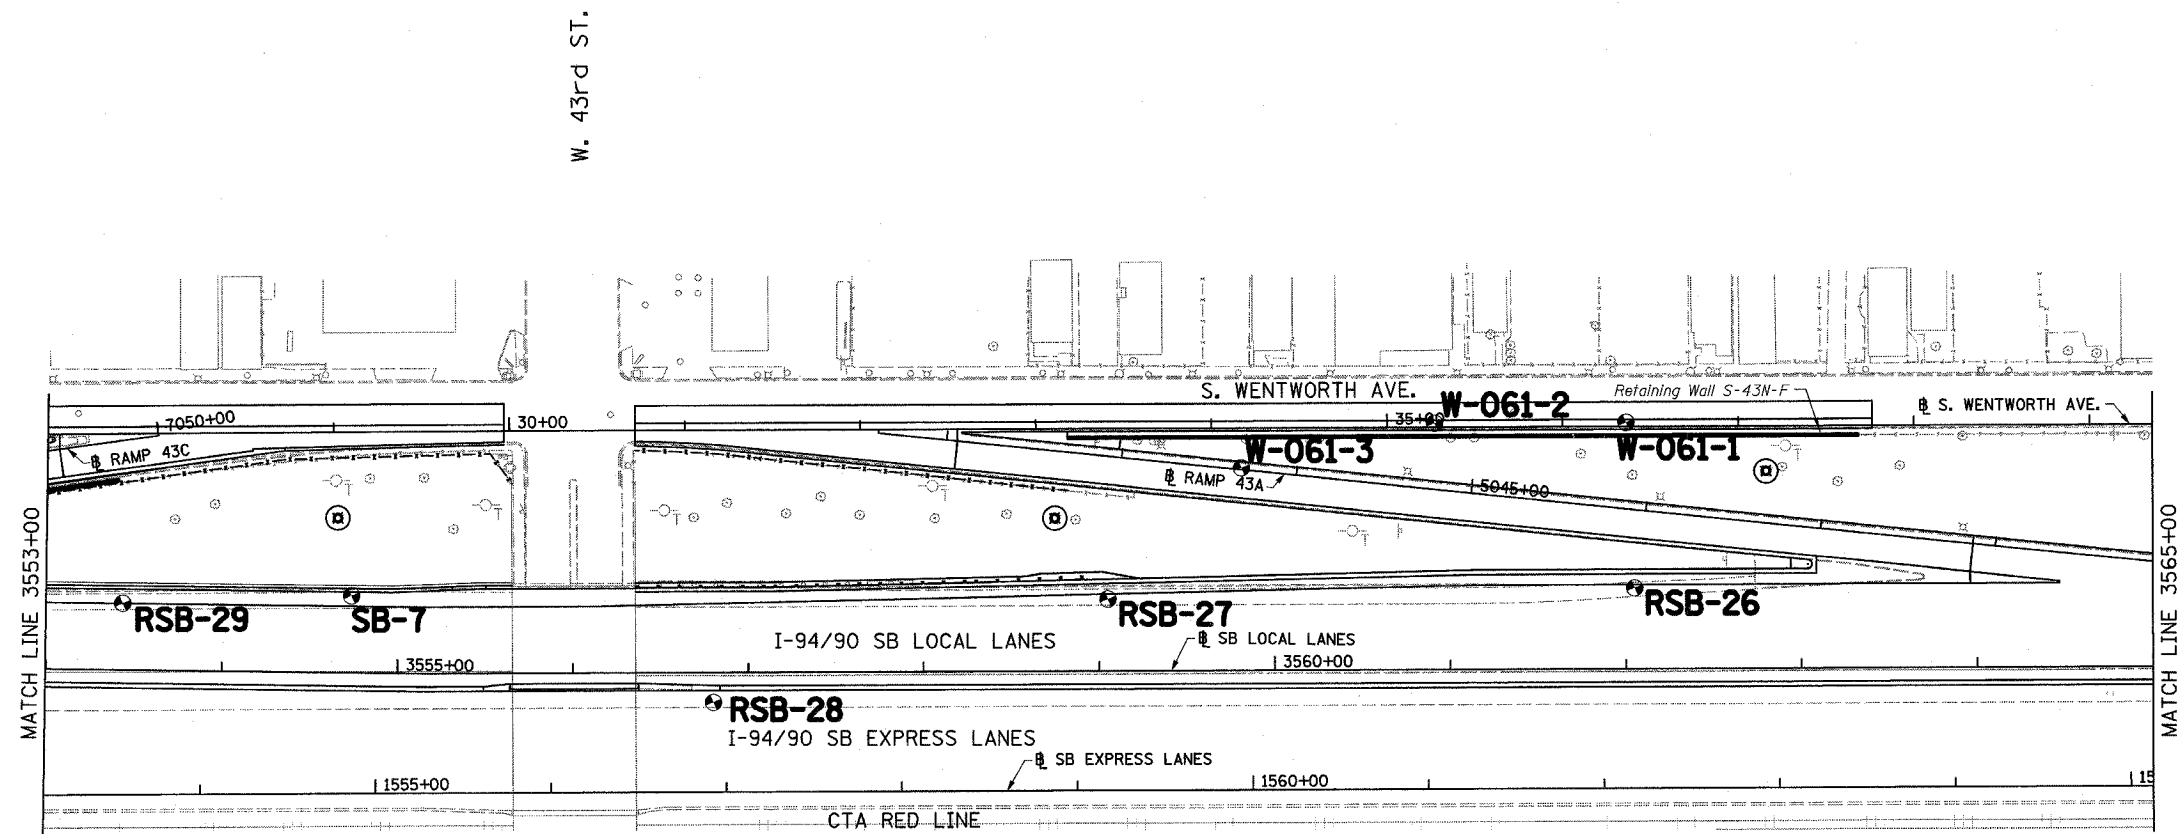 W. 43rd ST.
S. WENTWORTH AVE.
Retaining Wall S-43N-F
W-061-2
℄ S. WENTWORTH AVE.
7050+00
30+00
35+00
℄ RAMP 43C
W-061-3
W-061-1
℄ RAMP 43A
5045+00
T
T
T
T
T
T
MATCH LINE 3553+00
MATCH LINE 3565+00
RSB-29
SB-7
RSB-27
RSB-26
I-94/90 SB LOCAL LANES
℄ SB LOCAL LANES
3555+00
3560+00
RSB-28
I-94/90 SB EXPRESS LANES
℄ SB EXPRESS LANES
1555+00
1560+00
15
CTA RED LINE